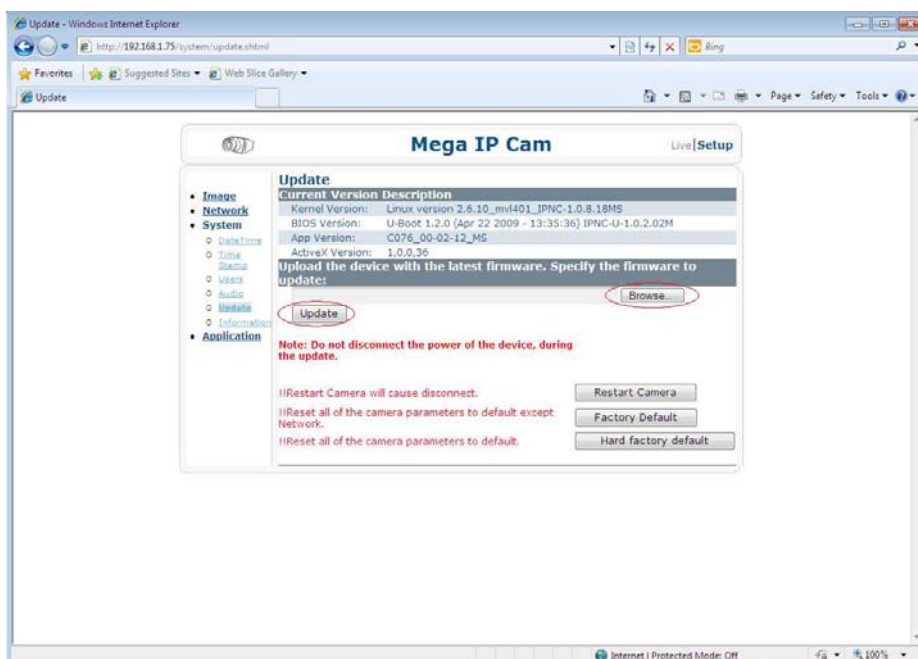 Update - Windows Internet Explorer
http://192.168.1.75/system/update.shtml
Bing
Favorites
Suggested Sites
Web Slice Gallery
Update
Page
Safety
Tools
Mega IP Cam
Live|Setup
Image
Network
System
DateTime
Time Stamp
Users
Audio
Update
Information
Application
Update
Current Version Description
Kernel Version: Linux version 2.6.10_mvl401_IPNC-1.0.8.18MS
BIOS Version: U-Boot 1.2.0 (Apr 22 2009 - 13:35:36) IPNC-U-1.0.2.02M
App Version: C076_00-02-12_MS
ActiveX Version: 1,0,0,36
Upload the device with the latest firmware. Specify the firmware to
update:
Browse...
Update
Note: Do not disconnect the power of the device, during
the update.
!!Restart Camera will cause disconnect.
Restart Camera
!!Reset all of the camera parameters to default except
Network.
Factory Default
!!Reset all of the camera parameters to default.
Hard factory default
Internet | Protected Mode: Off
100%